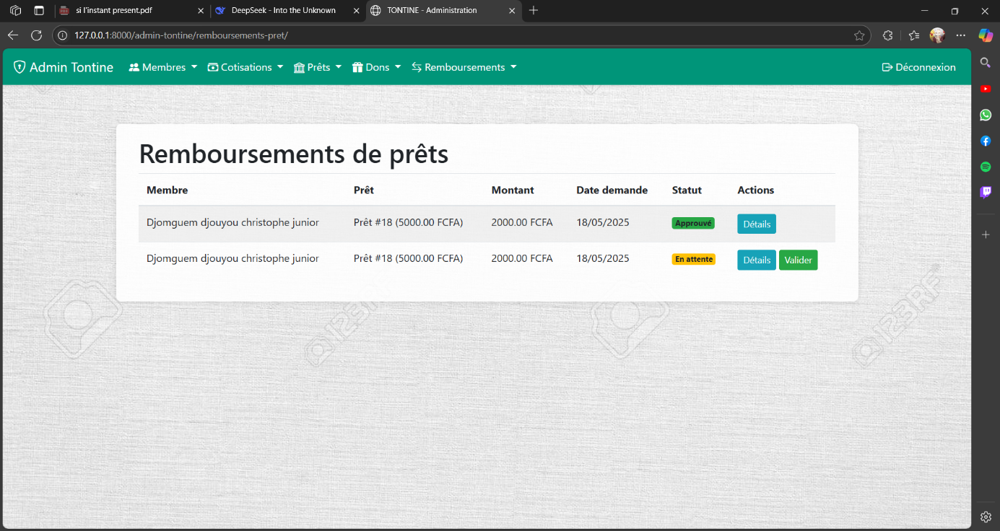 si l'instant present.pdf
DeepSeek - Into the Unknown
TONTINE - Administration
127.0.0.1:8000/admin-tontine/remboursements-pret/
Admin Tontine Membres Cotisations Prêts Dons Remboursements Déconnexion
Remboursements de prêts
Membre Prêt Montant Date demande Statut Actions
Djomguem djouyou christophe junior Prêt #18 (5000.00 FCFA) 2000.00 FCFA 18/05/2025 Approuvé Détails
Djomguem djouyou christophe junior Prêt #18 (5000.00 FCFA) 2000.00 FCFA 18/05/2025 En attente Détails Valider
123RF
123RF®